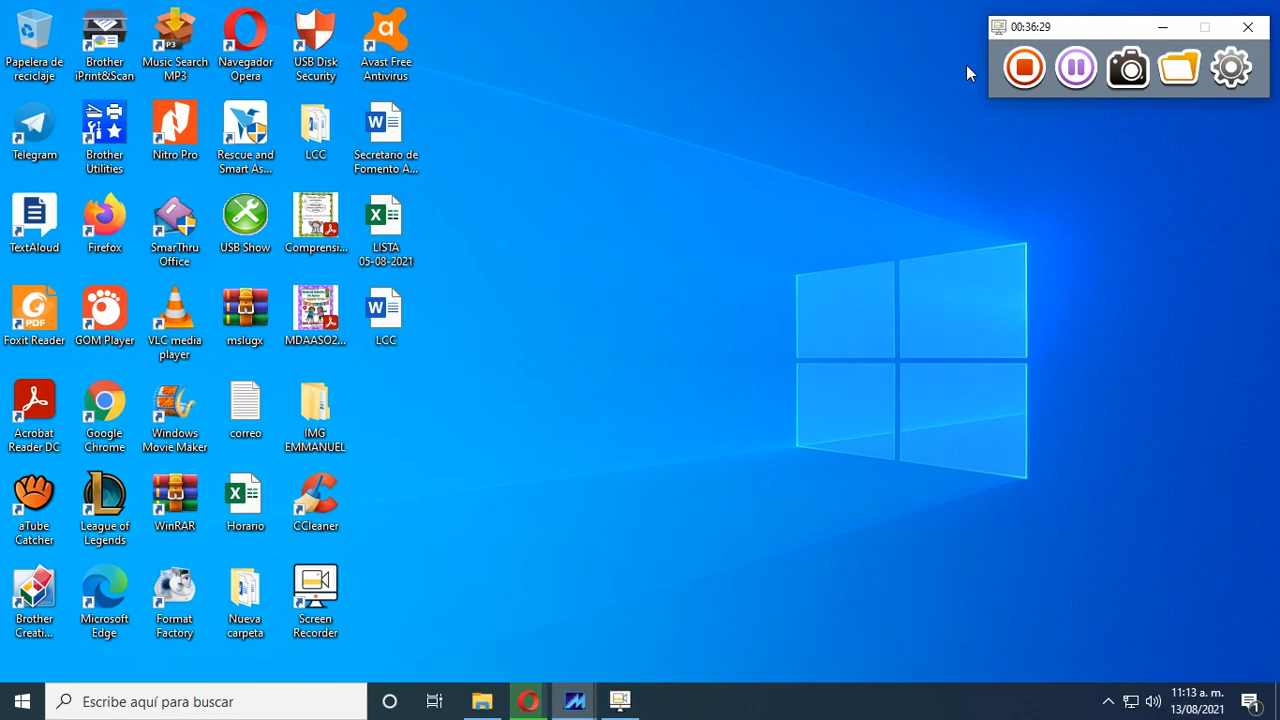 00:36:29
Papelera de
reciclaje
Brother
iPrint&Scan
P3
Music Search
MP3
Navegador
Opera
USB Disk
Security
Avast Free
Antivirus
Telegram
Brother
Utilities
Nitro Pro
Rescue and
Smart As...
LCC
W
Secretario de
Fomento A...
TextAloud
Firefox
SmarThru
Office
USB Show
Comprensi...
X
LISTA
05-08-2021
PDF
Foxit Reader
GOM Player
VLC media
player
mslugx
MDAASO2...
W
LCC
Acrobat
Reader DC
Google
Chrome
Windows
Movie Maker
correo
IMG
EMMANUEL
aTube
Catcher
League of
Legends
WinRAR
X
Horario
CCleaner
Brother
Creati...
Microsoft
Edge
Format
Factory
Nueva
carpeta
Screen
Recorder
Escribe aquí para buscar
11:13 a. m.
13/08/2021
1